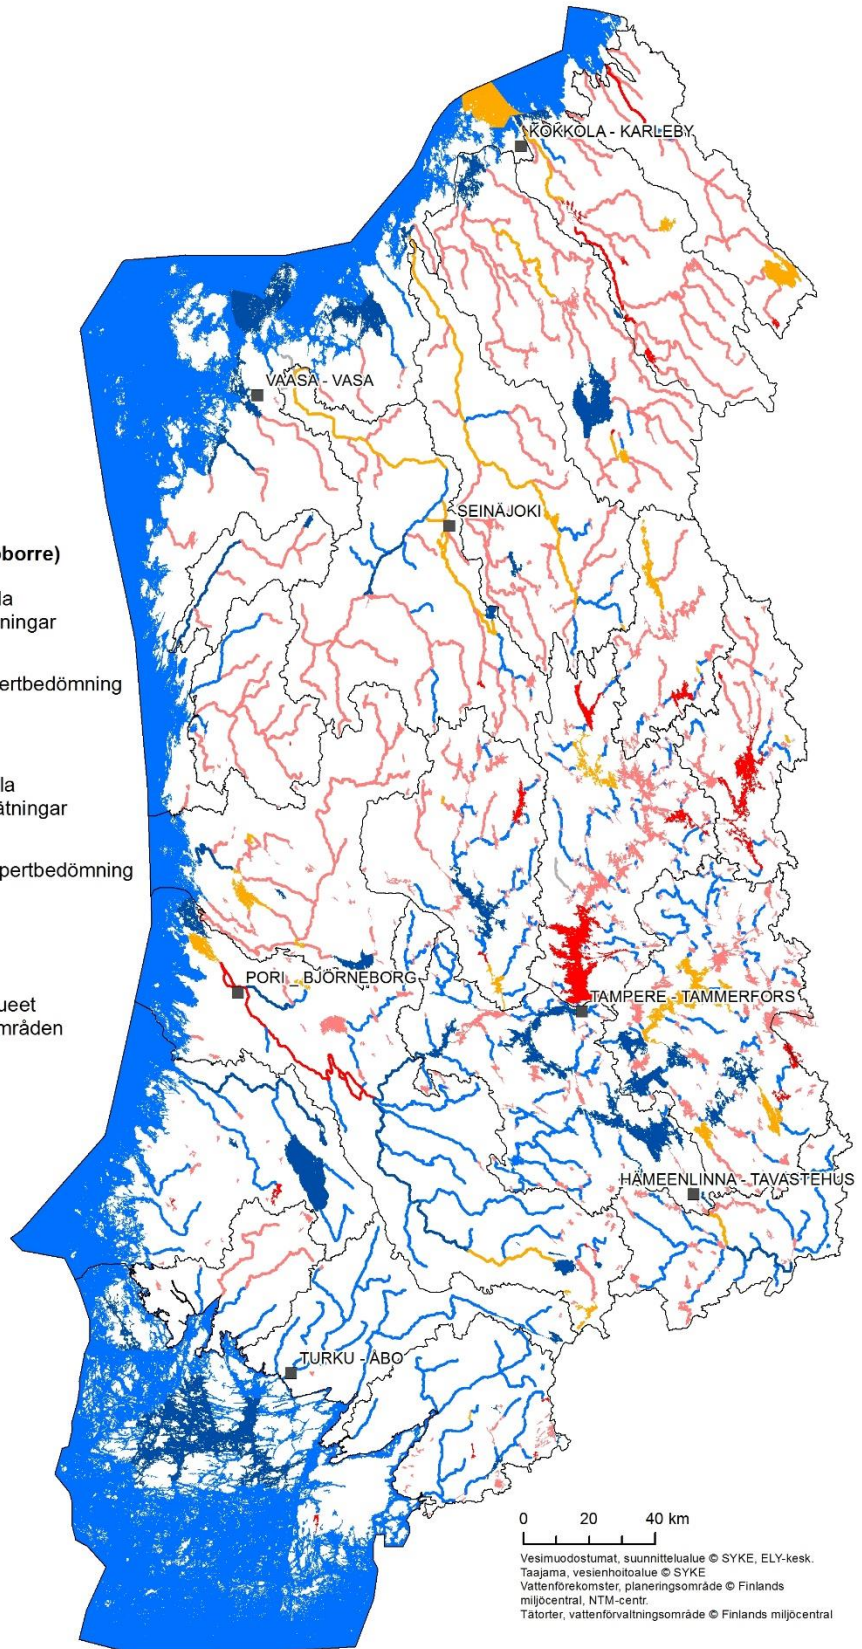 KOKKOLA - KARLEBY
VAASA - VASA
SEINÄJOKI
borre)
la
ningar
ertbedömning
la
ätningar
pertbedömning
PORI - BJÖRNEBORG
ueet
mråden
TAMPERE - TAMMERFORS
HÄMEENLINNA - TAVASTEHUS
TURKU - ÅBO
0 20 40 km
Vesimuodostumat, suunnittelualue © SYKE, ELY-kesk.
Taajama, vesienhoitoalue © SYKE
Vattenförekomster, planeringsområde © Finlands
miljöcentral, NTM-centr.
Tätorter, vattenförvaltningsområde © Finlands miljöcentral